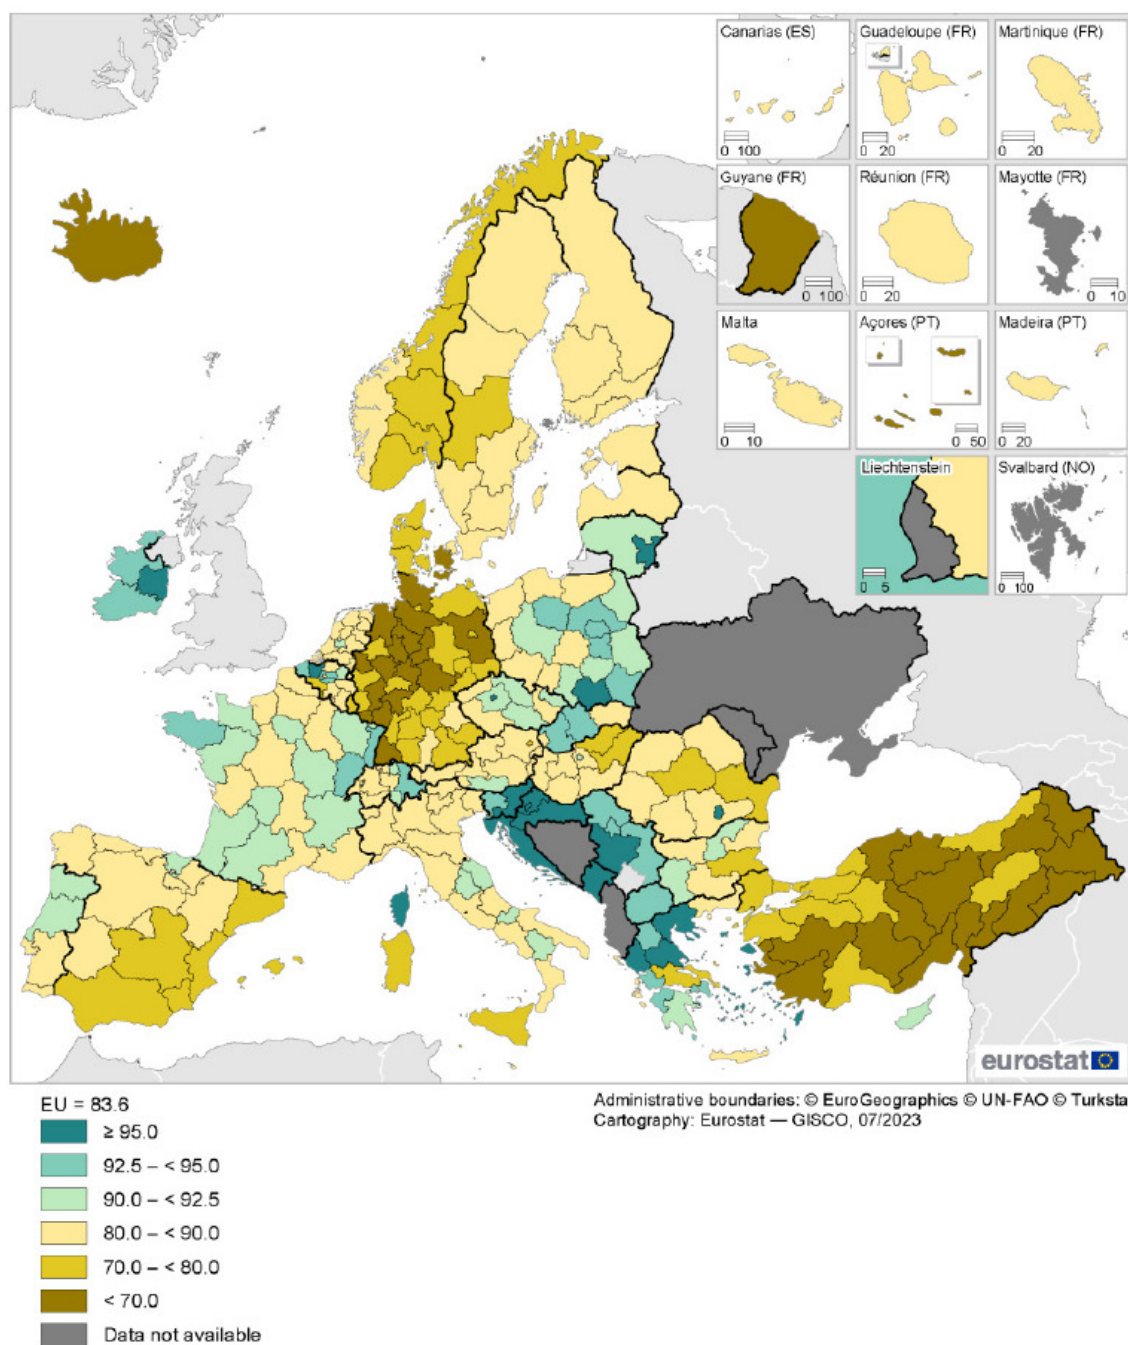 Canarias (ES)
0 100
Guadeloupe (FR)
0 20
Martinique (FR)
0 20
Guyane (FR)
0 100
Réunion (FR)
0 20
Mayotte (FR)
0 10
Malta
0 10
Açores (PT)
0 50
Madeira (PT)
0 20
Liechtenstein
0 5
Svalbard (NO)
0 100
eurostat
Administrative boundaries: © EuroGeographics © UN-FAO © Turksta
Cartography: Eurostat — GISCO, 07/2023
EU = 83.6
≥ 95.0
92.5 – < 95.0
90.0 – < 92.5
80.0 – < 90.0
70.0 – < 80.0
< 70.0
Data not available